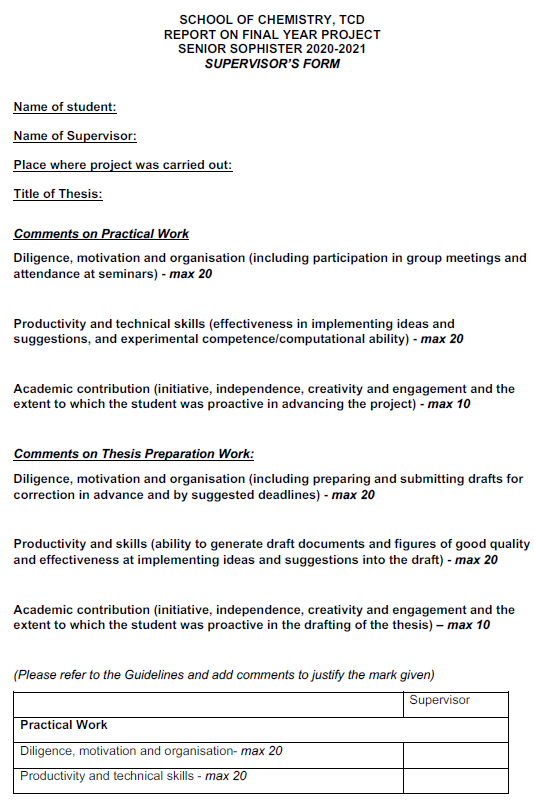 SCHOOL OF CHEMISTRY, TCD
REPORT ON FINAL YEAR PROJECT
SENIOR SOPHISTER 2020-2021
SUPERVISOR'S FORM
Name of student:
Name of Supervisor:
Place where project was carried out:
Title of Thesis:
Comments on Practical Work
Diligence, motivation and organisation (including participation in group meetings and
attendance at seminars) - max 20
Productivity and technical skills (effectiveness in implementing ideas and
suggestions, and experimental competence/computational ability) - max 20
Academic contribution (initiative, independence, creativity and engagement and the
extent to which the student was proactive in advancing the project) - max 10
Comments on Thesis Preparation Work:
Diligence, motivation and organisation (including preparing and submitting drafts for
correction in advance and by suggested deadlines) - max 20
Productivity and skills (ability to generate draft documents and figures of good quality
and effectiveness at implementing ideas and suggestions into the draft) - max 20
Academic contribution (initiative, independence, creativity and engagement and the
extent to which the student was proactive in the drafting of the thesis) – max 10
(Please refer to the Guidelines and add comments to justify the mark given)
Supervisor
Practical Work
Diligence, motivation and organisation- max 20
Productivity and technical skills - max 20